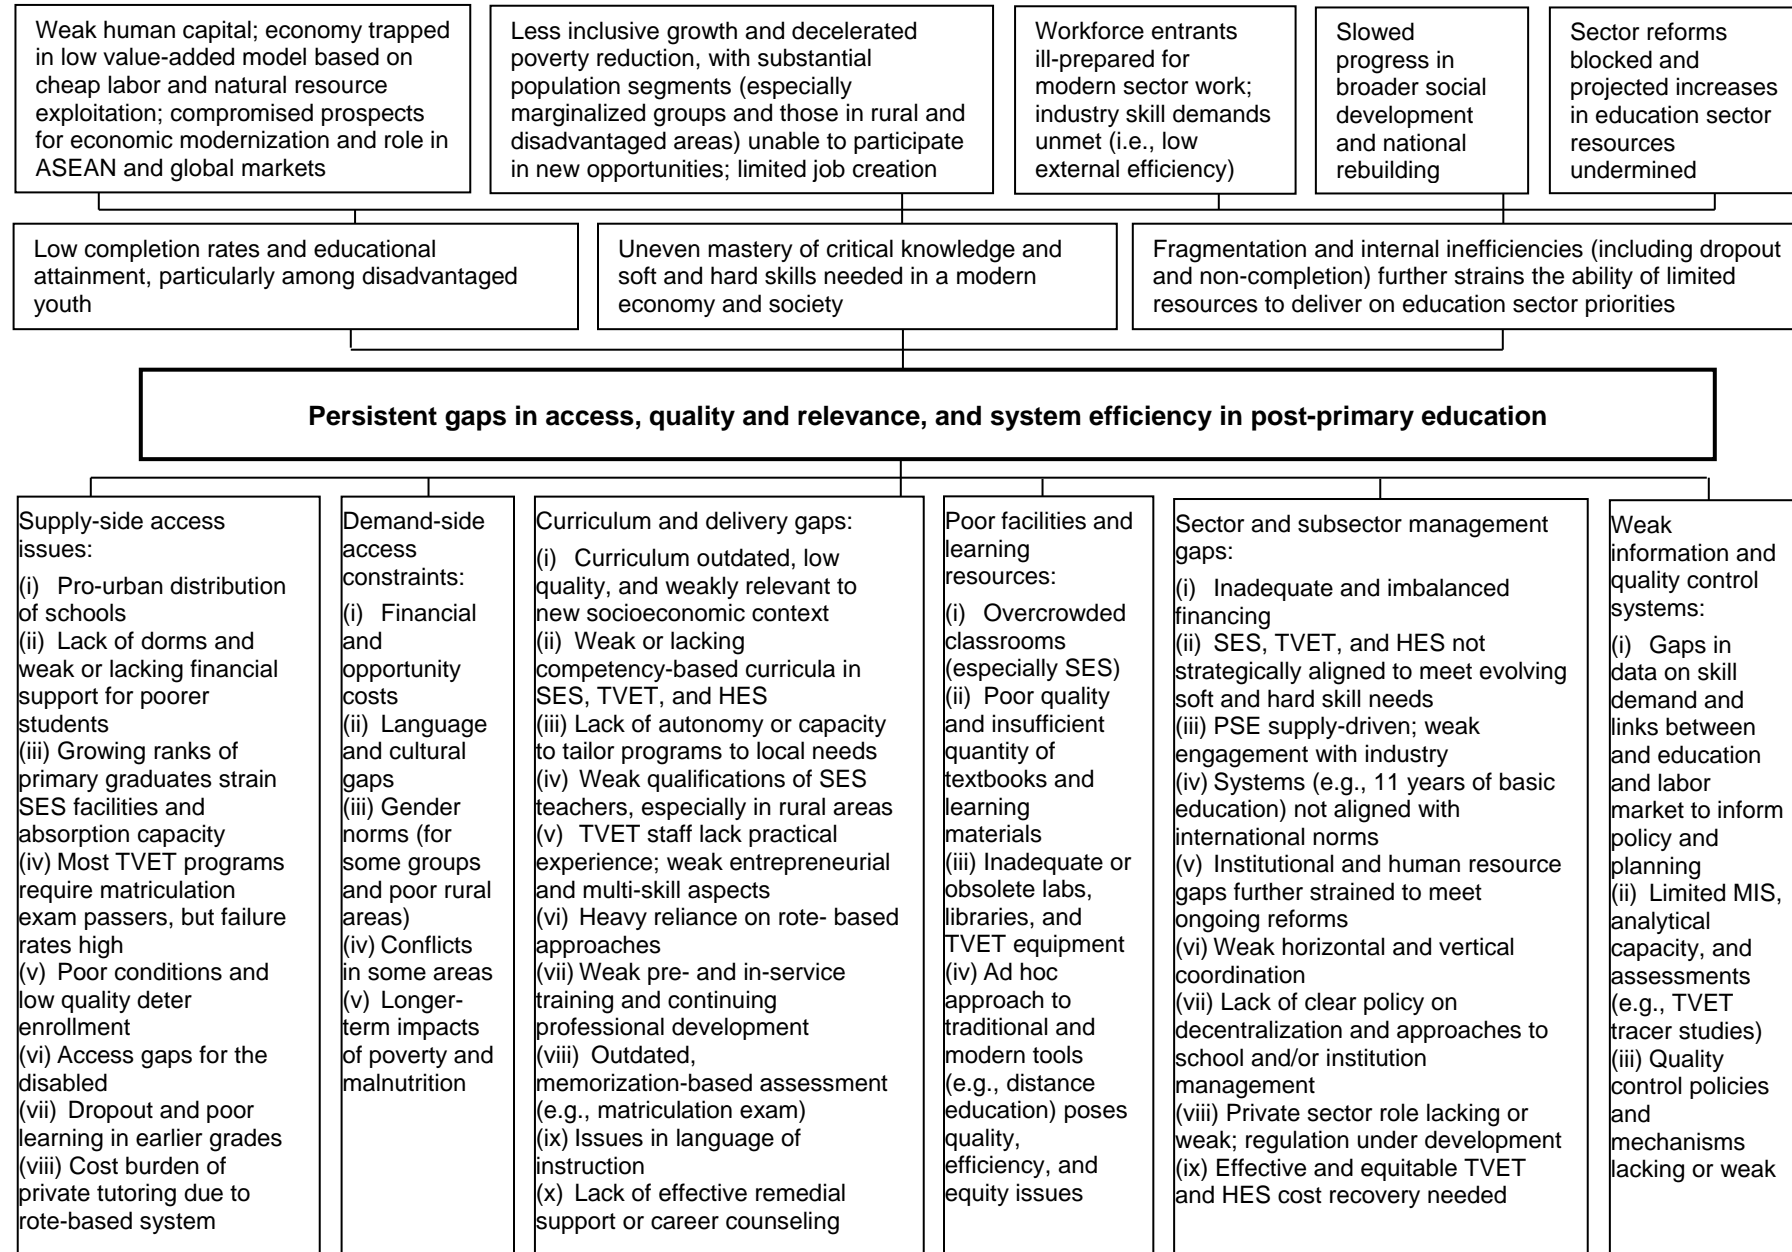 Weak human capital; economy trapped
in low value-added model based on
cheap labor and natural resource
exploitation; compromised prospects
for economic modernization and role in
ASEAN and global markets
Less inclusive growth and decelerated
poverty reduction, with substantial
population segments (especially
marginalized groups and those in rural and
disadvantaged areas) unable to participate
in new opportunities; limited job creation
Workforce entrants
ill-prepared for
modern sector work;
industry skill demands
unmet (i.e., low
external efficiency)
Slowed
progress in
broader social
development
and national
rebuilding
Sector reforms
blocked and
projected increases
in education sector
resources
undermined
Low completion rates and educational
attainment, particularly among disadvantaged
youth
Uneven mastery of critical knowledge and
soft and hard skills needed in a modern
economy and society
Fragmentation and internal inefficiencies (including dropout
and non-completion) further strains the ability of limited
resources to deliver on education sector priorities
Persistent gaps in access, quality and relevance, and system efficiency in post-primary education
Supply-side access
issues:
(i) Pro-urban distribution
of schools
(ii) Lack of dorms and
weak or lacking financial
support for poorer
students
(iii) Growing ranks of
primary graduates strain
SES facilities and
absorption capacity
(iv) Most TVET programs
require matriculation
exam passers, but failure
rates high
(v) Poor conditions and
low quality deter
enrollment
(vi) Access gaps for the
disabled
(vii) Dropout and poor
learning in earlier grades
(viii) Cost burden of
private tutoring due to
rote-based system
Demand-side
access
constraints:
(i) Financial
and
opportunity
costs
(ii) Language
and cultural
gaps
(iii) Gender
norms (for
some groups
and poor rural
areas)
(iv) Conflicts
in some areas
(v) Longer-
term impacts
of poverty and
malnutrition
Curriculum and delivery gaps:
(i) Curriculum outdated, low
quality, and weakly relevant to
new socioeconomic context
(ii) Weak or lacking
competency-based curricula in
SES, TVET, and HES
(iii) Lack of autonomy or capacity
to tailor programs to local needs
(iv) Weak qualifications of SES
teachers, especially in rural areas
(v) TVET staff lack practical
experience; weak entrepreneurial
and multi-skill aspects
(vi) Heavy reliance on rote- based
approaches
(vii) Weak pre- and in-service
training and continuing
professional development
(viii) Outdated,
memorization-based assessment
(e.g., matriculation exam)
(ix) Issues in language of
instruction
(x) Lack of effective remedial
support or career counseling
Poor facilities and
learning
resources:
(i) Overcrowded
classrooms
(especially SES)
(ii) Poor quality
and insufficient
quantity of
textbooks and
learning
materials
(iii) Inadequate or
obsolete labs,
libraries, and
TVET equipment
(iv) Ad hoc
approach to
traditional and
modern tools
(e.g., distance
education) poses
quality,
efficiency, and
equity issues
Sector and subsector management
gaps:
(i) Inadequate and imbalanced
financing
(ii) SES, TVET, and HES not
strategically aligned to meet evolving
soft and hard skill needs
(iii) PSE supply-driven; weak
engagement with industry
(iv) Systems (e.g., 11 years of basic
education) not aligned with
international norms
(v) Institutional and human resource
gaps further strained to meet
ongoing reforms
(vi) Weak horizontal and vertical
coordination
(vii) Lack of clear policy on
decentralization and approaches to
school and/or institution
management
(viii) Private sector role lacking or
weak; regulation under development
(ix) Effective and equitable TVET
and HES cost recovery needed
Weak
information and
quality control
systems:
(i) Gaps in
data on skill
demand and
links between
and education
and labor
market to inform
policy and
planning
(ii) Limited MIS,
analytical
capacity, and
assessments
(e.g., TVET
tracer studies)
(iii) Quality
control policies
and
mechanisms
lacking or weak